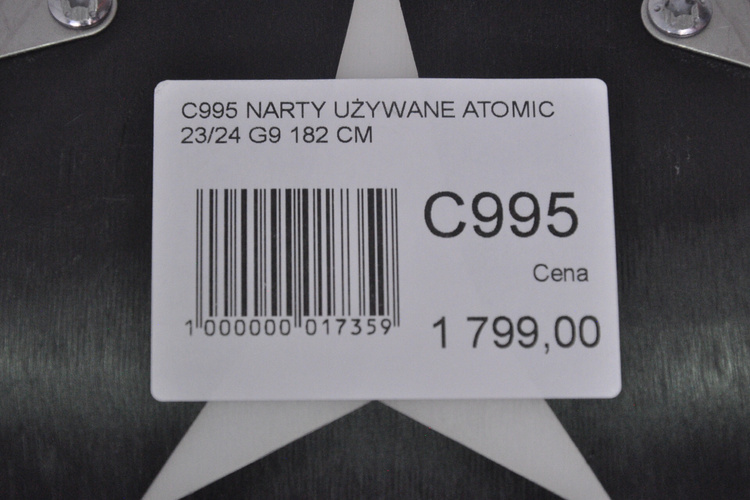 C995 NARTY UŻYWANE ATOMIC
23/24 G9 182 CM
C995
Cena
1 799,00
1 000000 017359